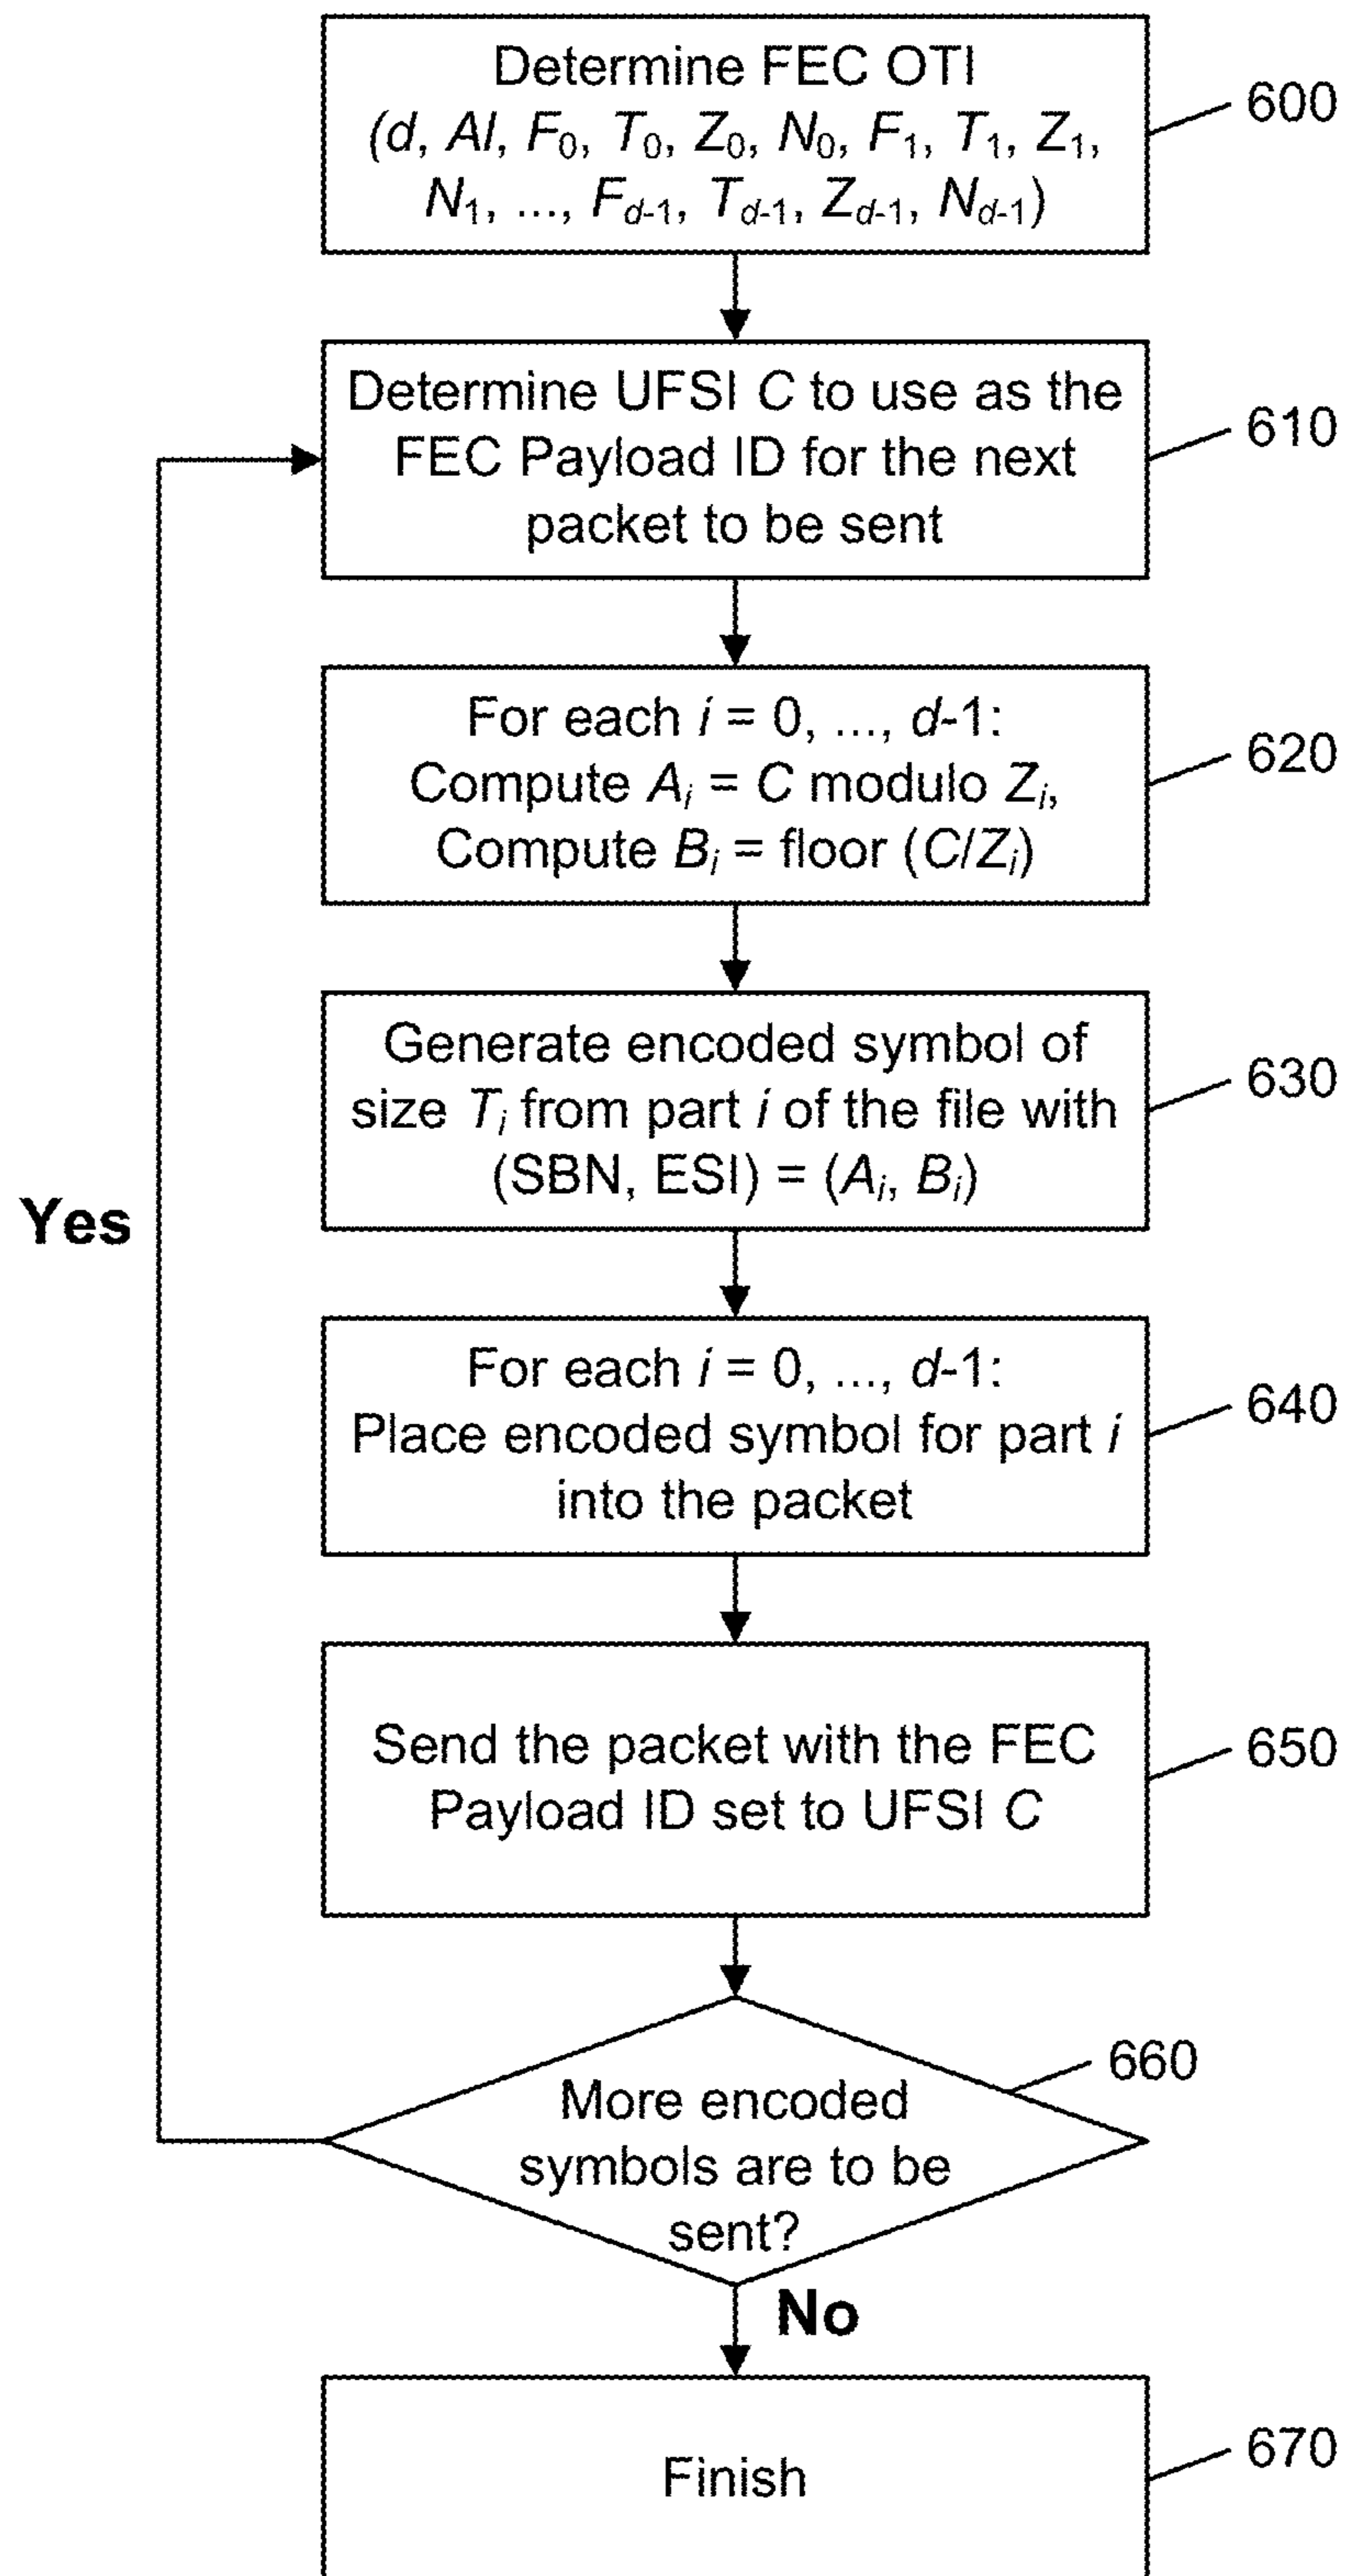 Determine FEC OTI
(d, AI, F₀, T₀, Z₀, N₀, F₁, T₁, Z₁,
N₁, ..., F_d-1, T_d-1, Z_d-1, N_d-1)
600
Determine UFSI C to use as the
FEC Payload ID for the next
packet to be sent
610
For each i = 0, ..., d-1:
Compute Aᵢ = C modulo Zᵢ,
Compute Bᵢ = floor (C/Zᵢ)
620
Generate encoded symbol of
size Tᵢ from part i of the file with
(SBN, ESI) = (Aᵢ, Bᵢ)
630
Yes
For each i = 0, ..., d-1:
Place encoded symbol for part i
into the packet
640
Send the packet with the FEC
Payload ID set to UFSI C
650
More encoded
symbols are to be
sent?
660
No
Finish
670